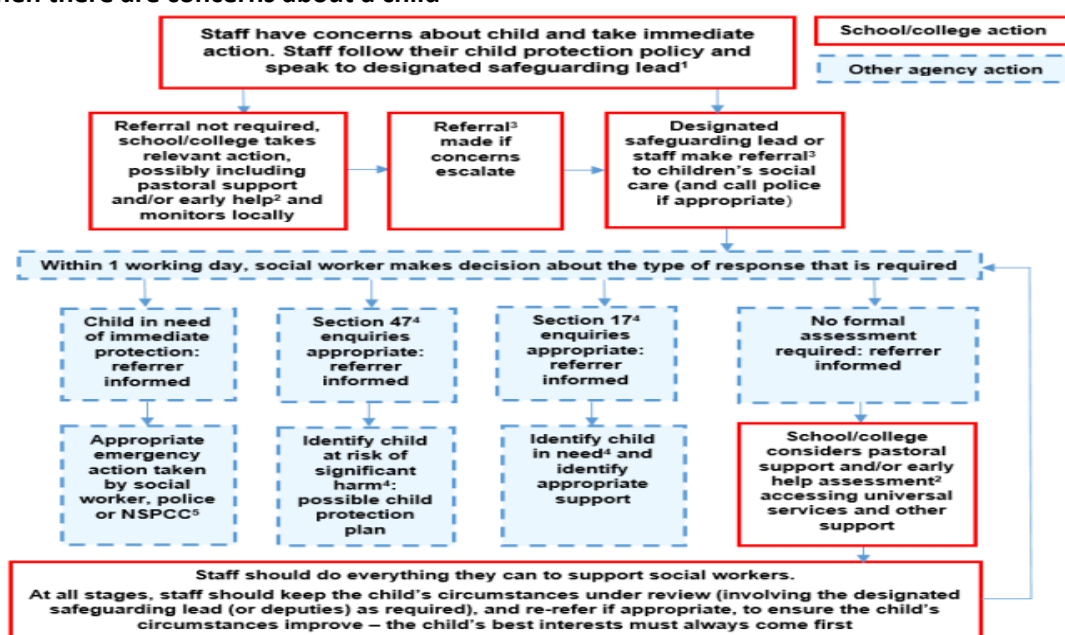 when there are concerns about a child
Staff have concerns about child and take immediate
action. Staff follow their child protection policy and
speak to designated safeguarding lead¹
School/college action
Other agency action
Referral not required,
school/college takes
relevant action,
possibly including
pastoral support
and/or early help² and
monitors locally
Referral³
made if
concerns
escalate
Designated
safeguarding lead or
staff make referral³
to children's social
care (and call police
if appropriate)
Within 1 working day, social worker makes decision about the type of response that is required
Child in need
of immediate
protection:
referrer
informed
Section 47⁴
enquiries
appropriate:
referrer
informed
Section 17⁴
enquiries
appropriate:
referrer
informed
No formal
assessment
required: referrer
informed
Appropriate
emergency
action taken
by social
worker, police
or NSPCC⁵
Identify child
at risk of
significant
harm⁴:
possible child
protection
plan
Identify child
in need⁴ and
identify
appropriate
support
School/college
considers pastoral
support and/or early
help assessment²
accessing universal
services and other
support
Staff should do everything they can to support social workers.
At all stages, staff should keep the child's circumstances under review (involving the designated
safeguarding lead (or deputies) as required), and re-refer if appropriate, to ensure the child's
circumstances improve – the child's best interests must always come first